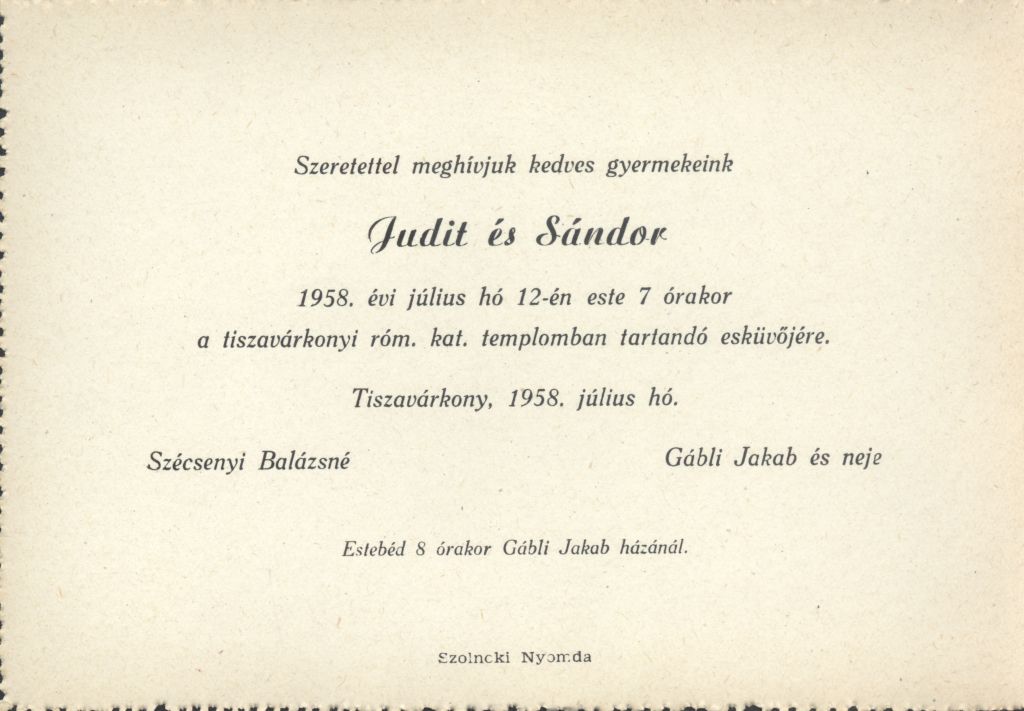 Szeretettel meghívjuk kedves gyermekeink
Judit és Sándor
1958. évi július hó 12-én este 7 órakor
a tiszavárkonyi róm. kat. templomban tartandó esküvőjére.
Tiszavárkony, 1958. július hó.
Szécsenyi Balázsné
Gábli Jakab és neje
Estebéd 8 órakor Gábli Jakab házánál.
Szolncki Nyomda